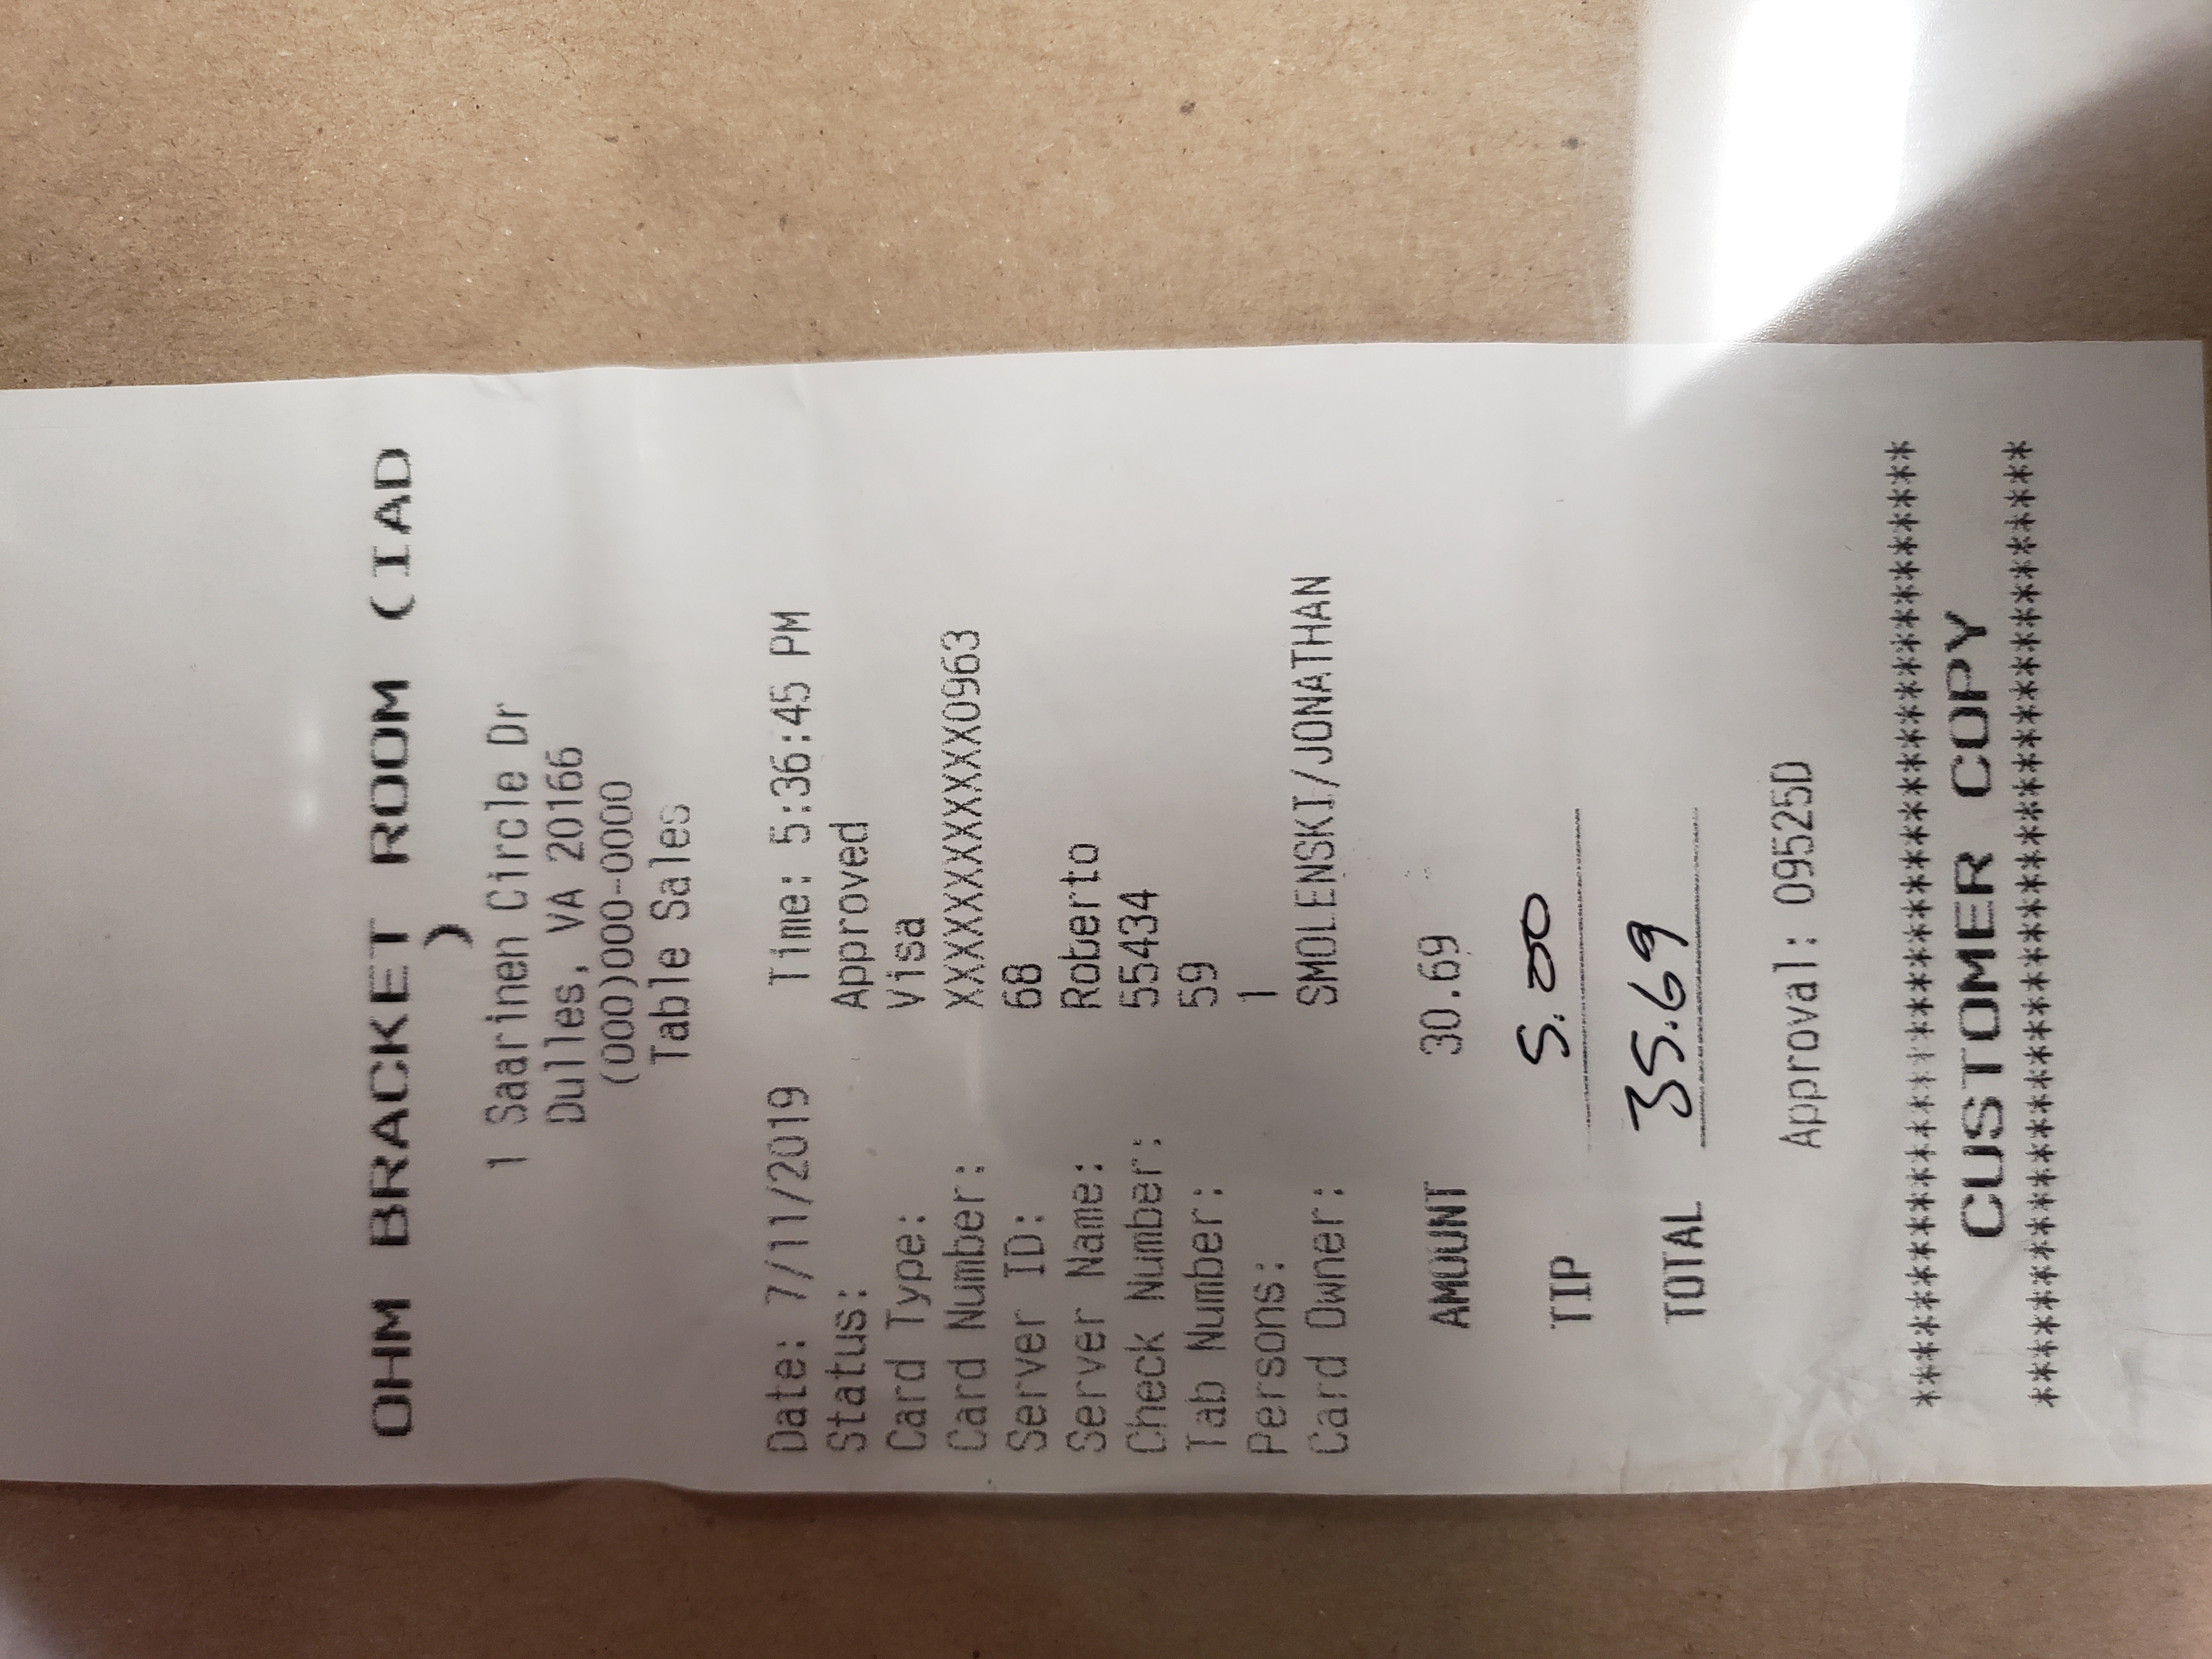 OHM BRACKET ROOM (IAD
)
1 Saarinen Circle Dr
Dulles, VA 20166
(000)000-0000
Table Sales
Date: 7/11/2019 Time: 5:36:45 PM
Status: Approved
Card Type: Visa
Card Number: XXXXXXXXXXXX0963
Server ID: 68
Server Name: Roberto
Check Number: 55434
Tab Number: 59
Persons: 1
Card Owner: SMOLENSKI/JONATHAN
AMOUNT 30.69
TIP 5.00
TOTAL 35.69
Approval: 09525D
****************************************
CUSTOMER COPY
****************************************